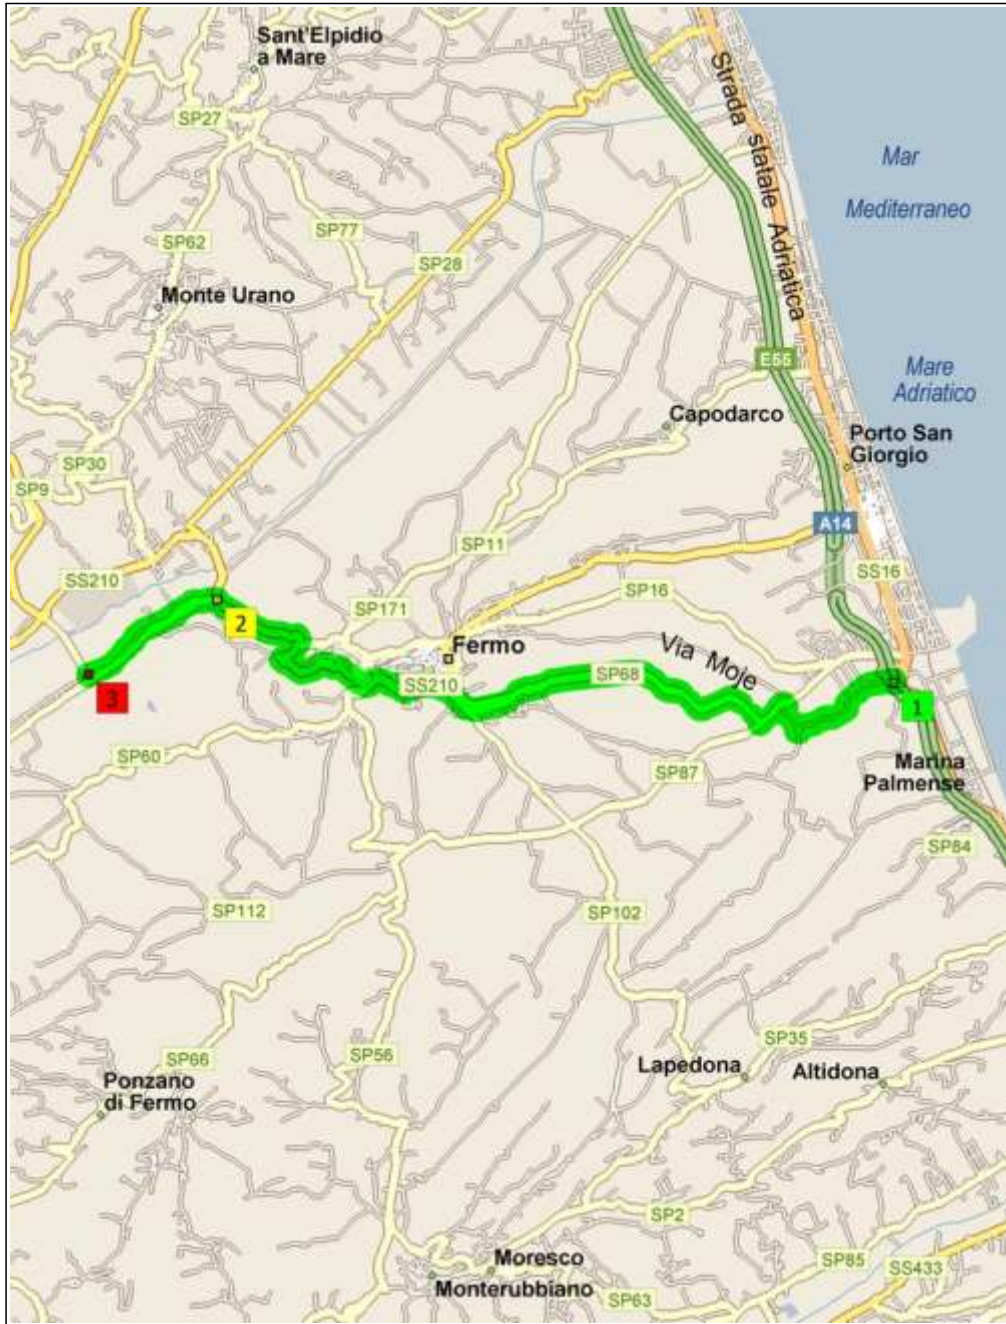 Sant'Elpidio
a Mare
Strada statale Adriatica
SP27
Mar
Mediterraneo
SP77
SP62
SP28
Monte Urano
E55
Mare
Adriatico
Capodarco
Porto San
Giorgio
SP30
SP9
A14
SP11
SS210
SS16
SP16
SP171
2
Fermo
Via Moje
SP68
SS210
3
1
SP60
SP87
Marina
Palmense
SP84
SP112
SP102
SP35
SP56
SP66
Lapedona
Altidona
Ponzano
di Fermo
SP2
Moresco
SP85
SS433
Monterubbiano
SP63